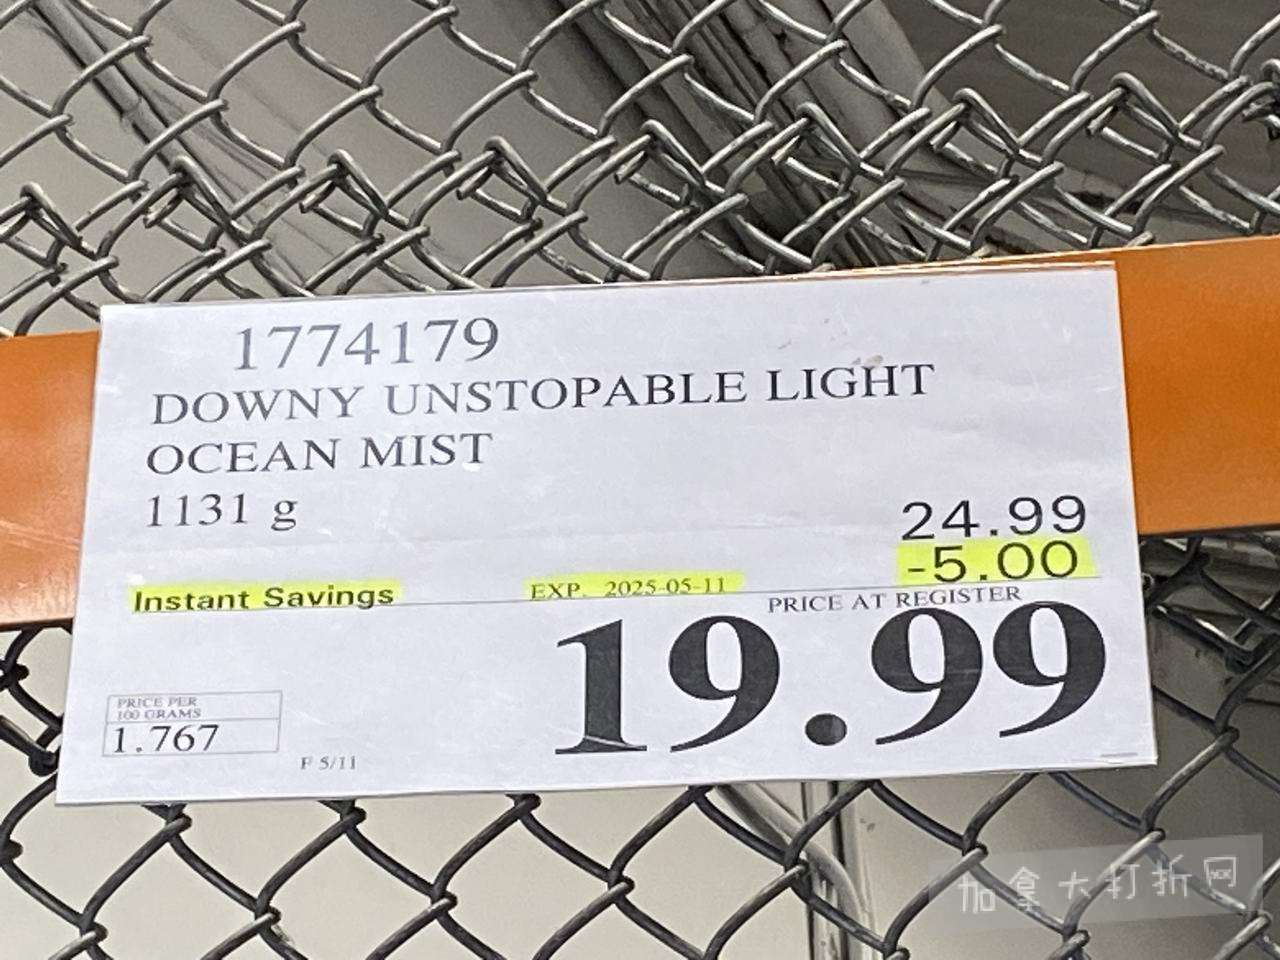 1774179
DOWNY UNSTOPABLE LIGHT
OCEAN MIST
1131 g
24.99
-5.00
Instant Savings
EXP. 2025-05-11
PRICE AT REGISTER
19.99
PRICE PER
100 GRAMS
1.767
F 5/11
加拿大打折网